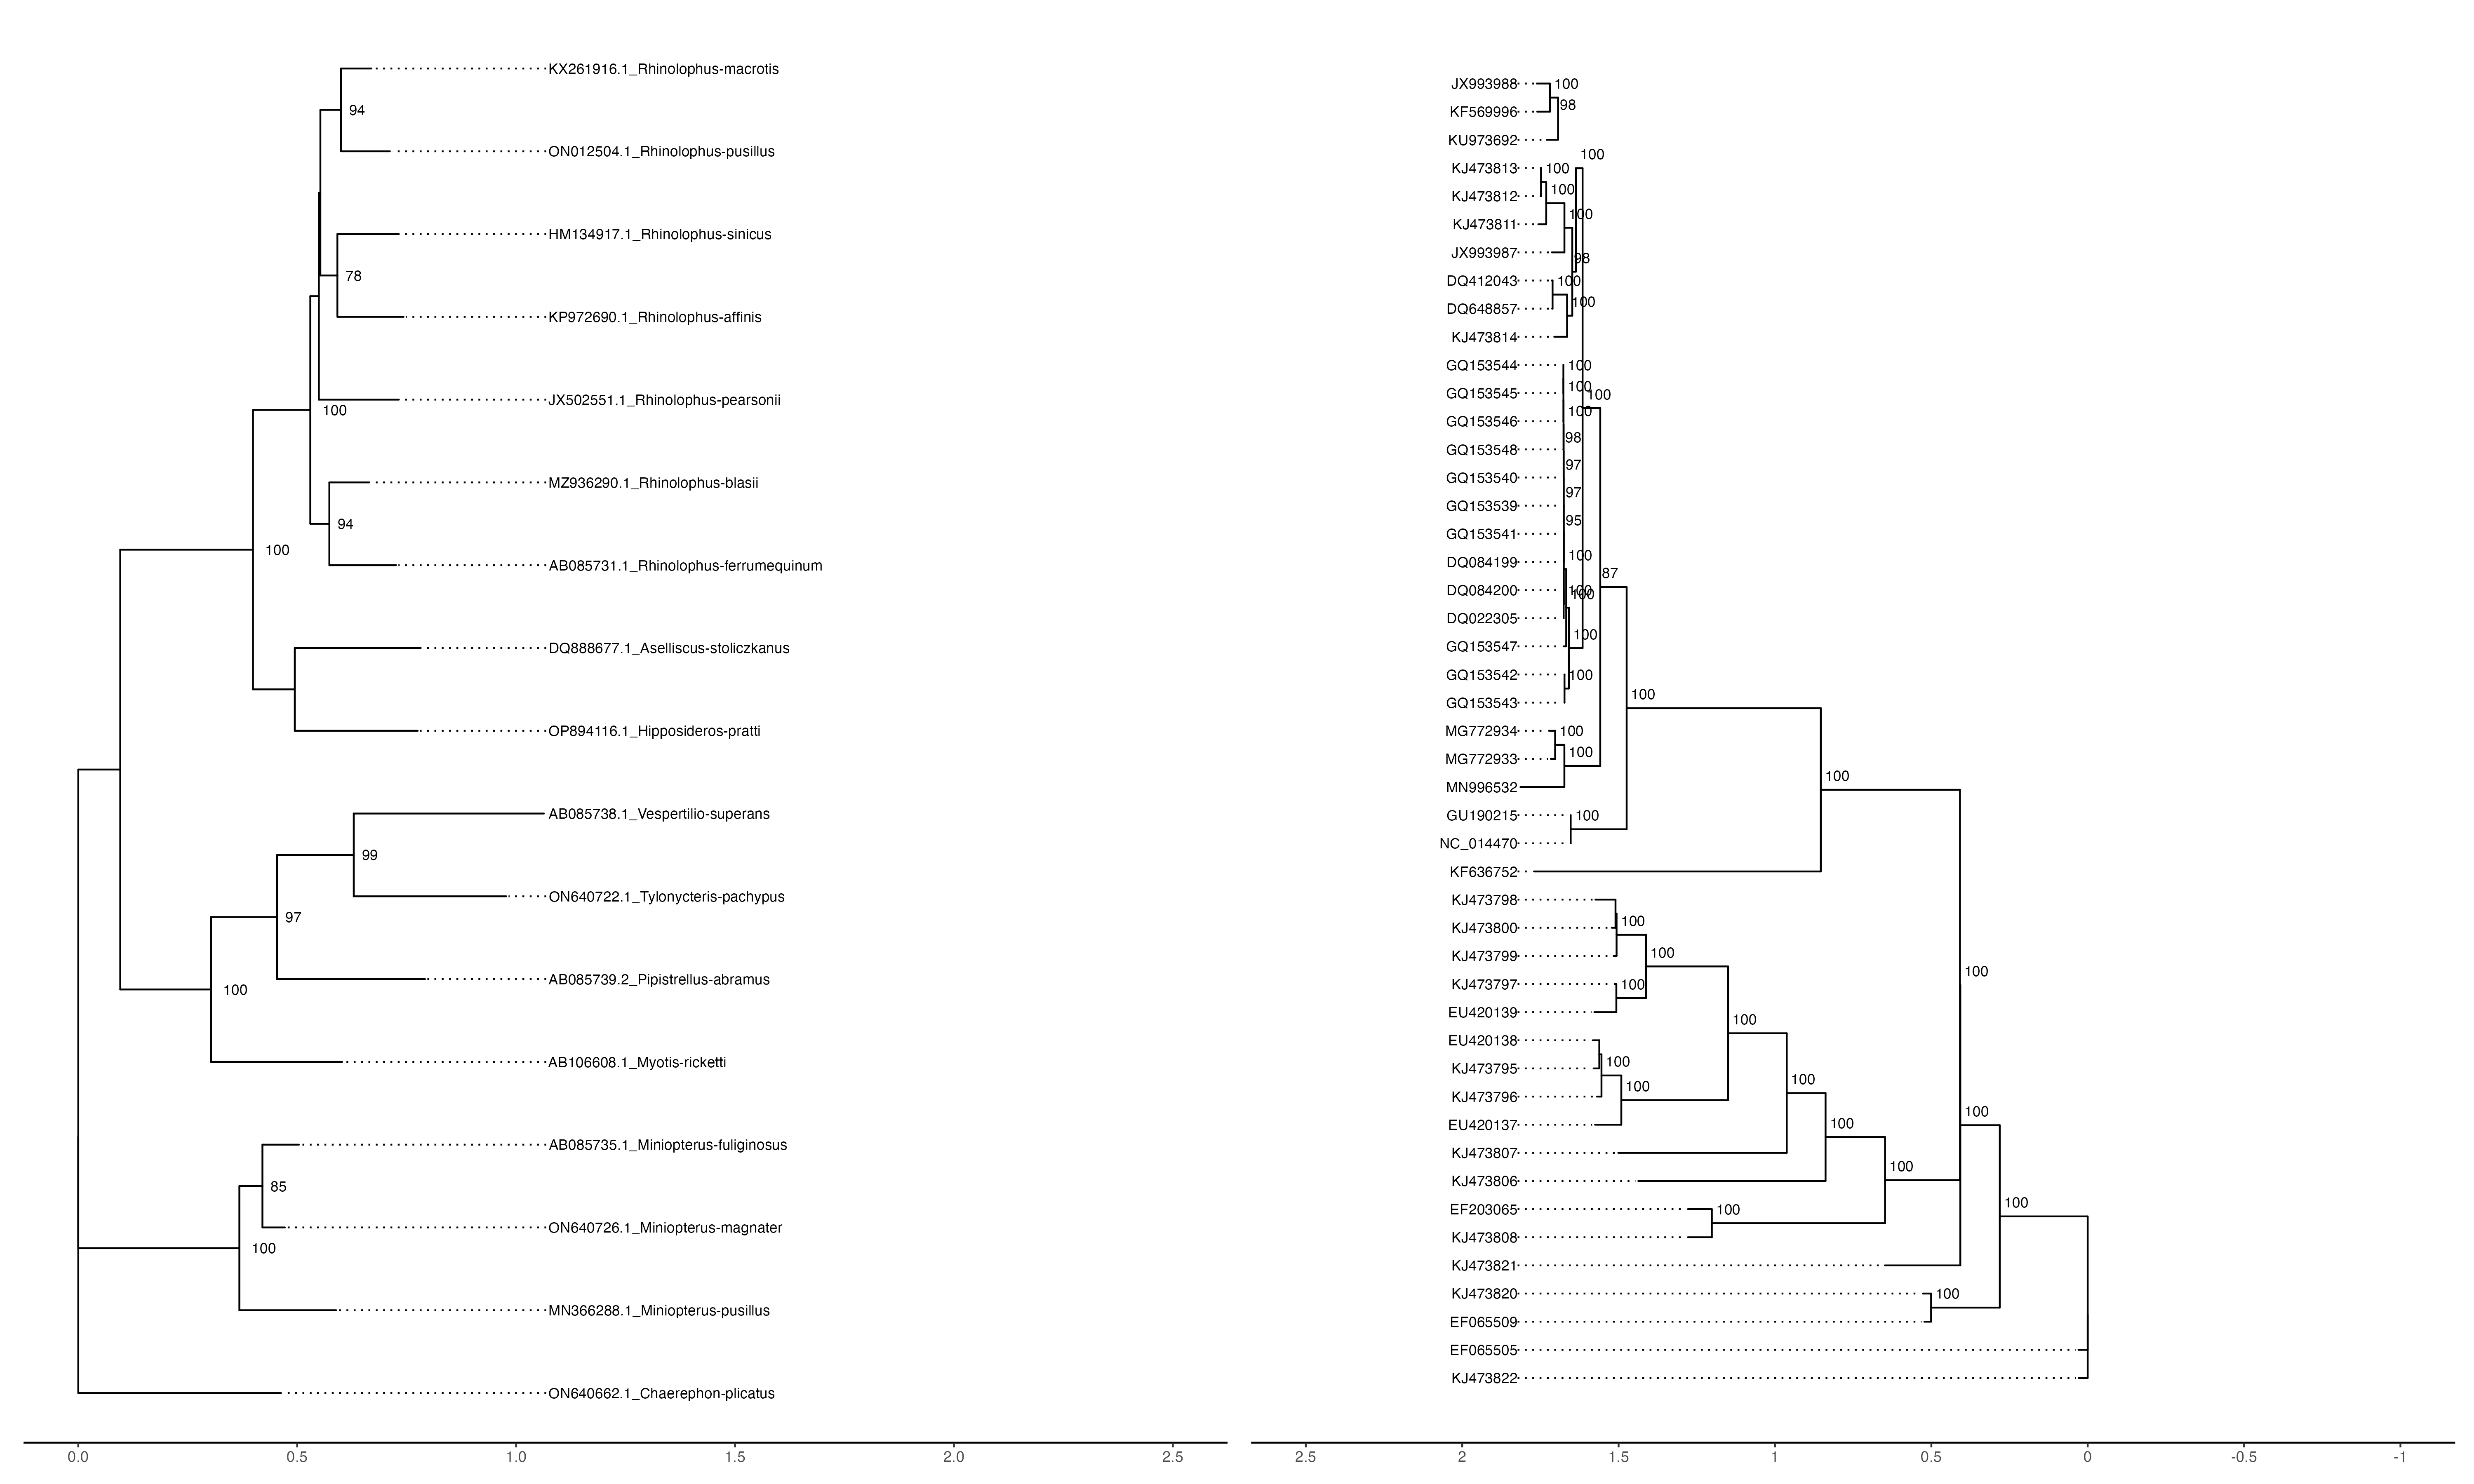 KX261916.1_Rhinolophus-macrotis
94
ON012504.1_Rhinolophus-pusillus
HM134917.1_Rhinolophus-sinicus
78
KP972690.1_Rhinolophus-affinis
JX502551.1_Rhinolophus-pearsonii
100
MZ936290.1_Rhinolophus-blasii
94
100
AB085731.1_Rhinolophus-ferrumequinum
DQ888677.1_Aselliscus-stoliczkanus
OP894116.1_Hipposideros-pratti
AB085738.1_Vespertilio-superans
99
ON640722.1_Tylonycteris-pachypus
97
AB085739.2_Pipistrellus-abramus
100
AB106608.1_Myotis-ricketti
AB085735.1_Miniopterus-fuliginosus
85
ON640726.1_Miniopterus-magnater
100
MN366288.1_Miniopterus-pusillus
ON640662.1_Chaerephon-plicatus
0.0 0.5 1.0 1.5 2.0 2.5
JX993988 100
98
KF569996
KU973692
100
KJ473813 100
100
KJ473812
100
KJ473811
JX993987 98
DQ412043 100
100
DQ648857
KJ473814
GQ153544 100
100
GQ153545 100
100
GQ153546
98
GQ153548
97
GQ153540
97
GQ153539
95
GQ153541
100
DQ084199
87
DQ084200 100
100
DQ022305
100
GQ153547
GQ153542 100
100
GQ153543
MG772934 100
100
MG772933
100
MN996532
GU190215 100
NC_014470
KF636752
KJ473798
100
KJ473800
KJ473799 100
100
KJ473797 100
EU420139
100
EU420138
100
KJ473795
100
100
KJ473796
100
EU420137
100
KJ473807
100
KJ473806
100
EF203065 100
KJ473808
KJ473821
KJ473820 100
EF065509
EF065505
KJ473822
2.5 2 1.5 1 0.5 0 -0.5 -1